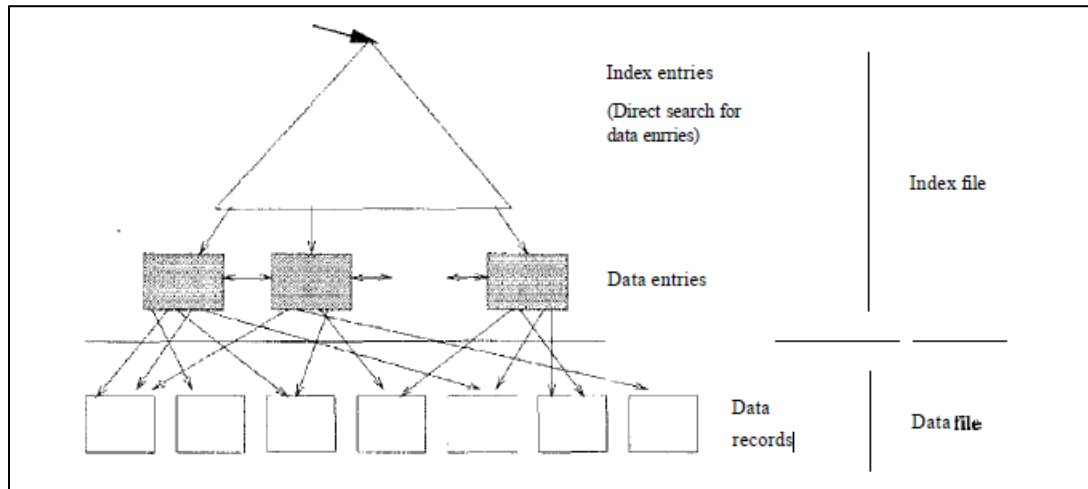 Index entries
(Direct search for
data enrries)
Index file
Data entries
Data
records
Data file